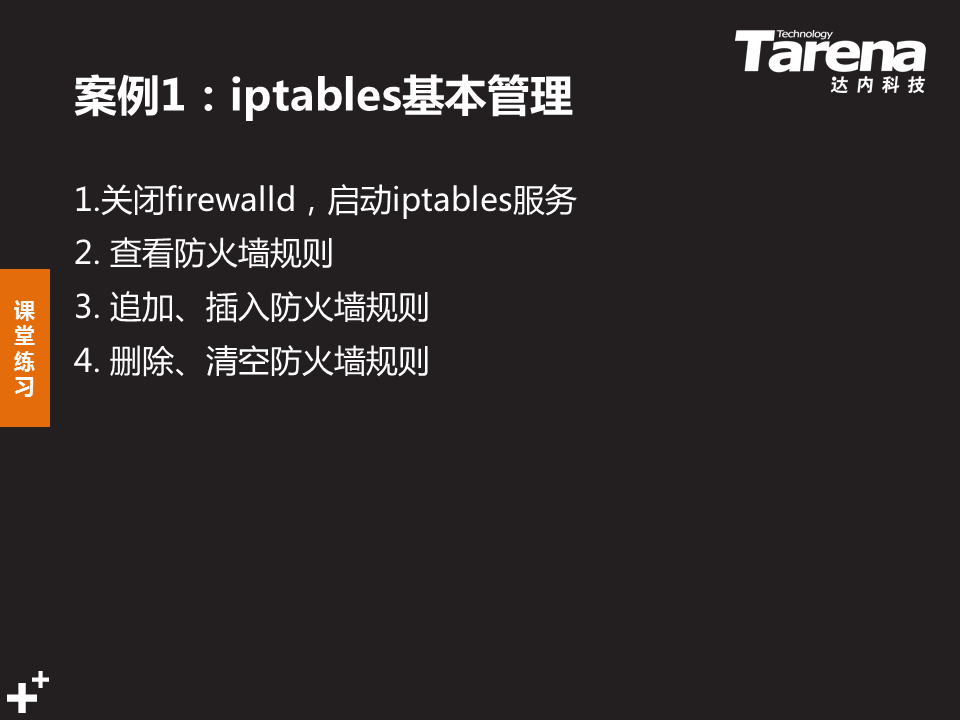 Technology
Tarena
达内科技
案例1：iptables基本管理
1.关闭firewalld，启动iptables服务
2. 查看防火墙规则
3. 追加、插入防火墙规则
4. 删除、清空防火墙规则
课
堂
练
习